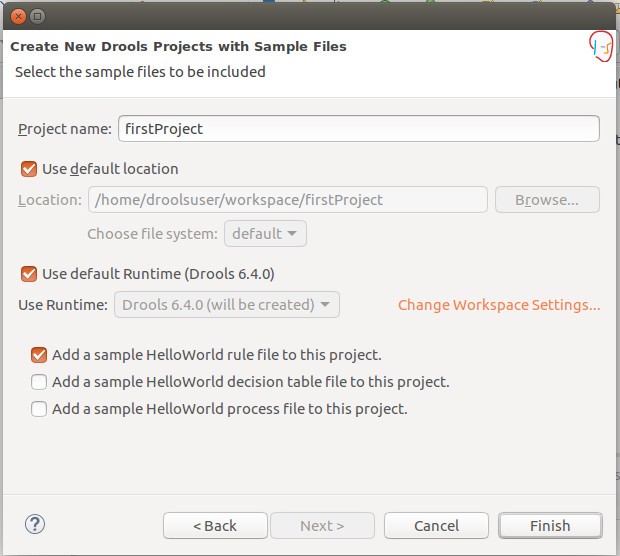 Create New Drools Projects with Sample Files
Select the sample files to be included
Project name: firstProject
Use default location
Location: /home/droolsuser/workspace/firstProject Browse...
Choose file system: default
Use default Runtime (Drools 6.4.0)
Use Runtime: Drools 6.4.0 (will be created) Change Workspace Settings...
Add a sample HelloWorld rule file to this project.
Add a sample HelloWorld decision table file to this project.
Add a sample HelloWorld process file to this project.
? < Back Next > Cancel Finish